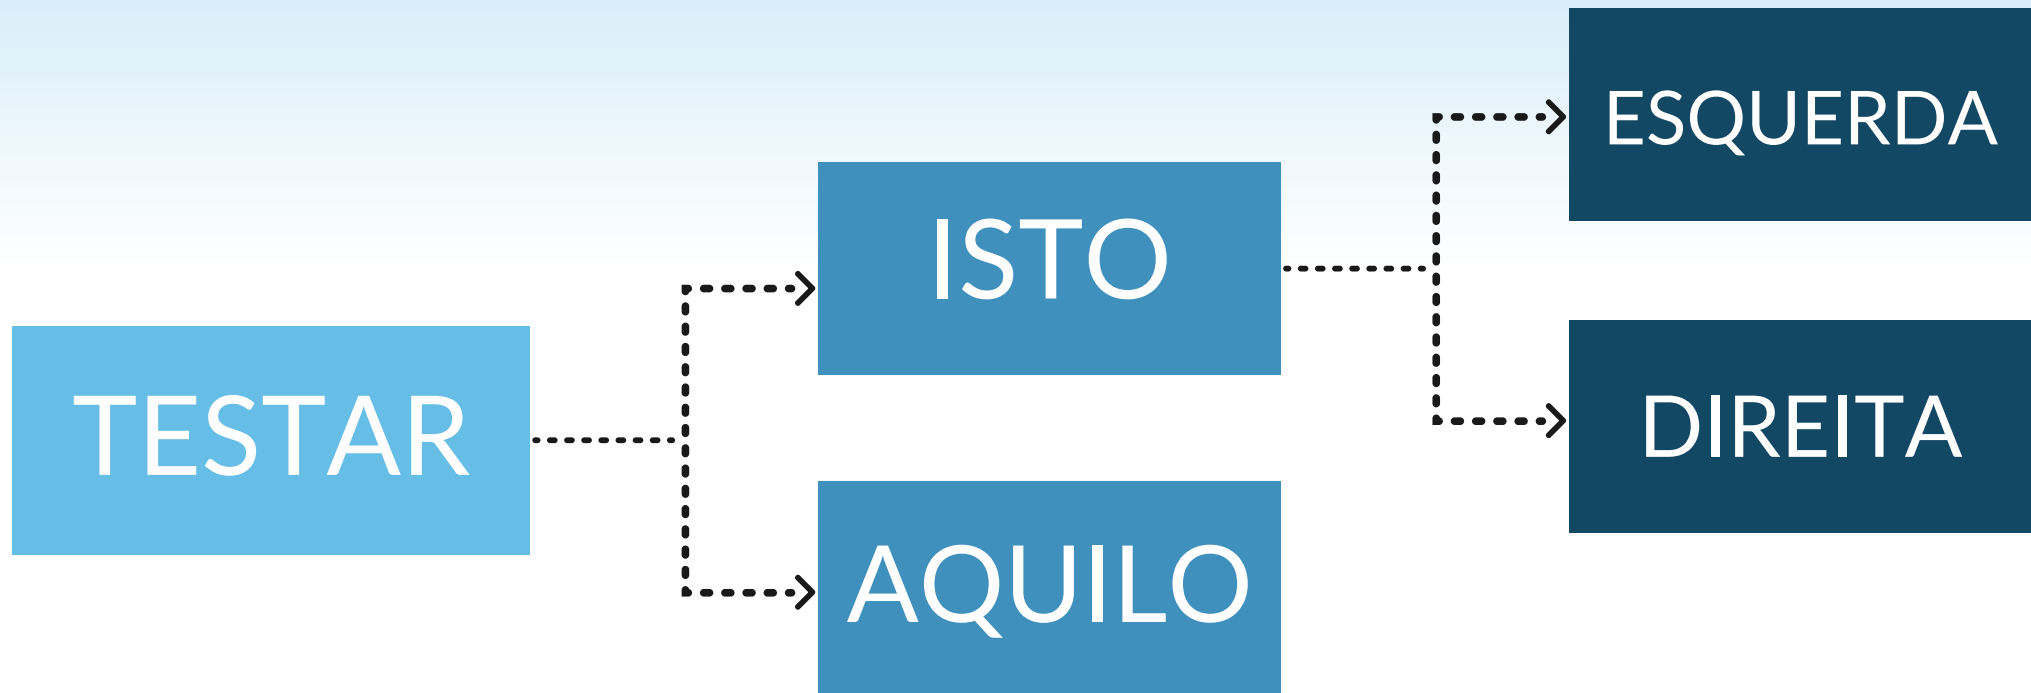 TESTAR
ISTO
AQUILO
ESQUERDA
DIREITA